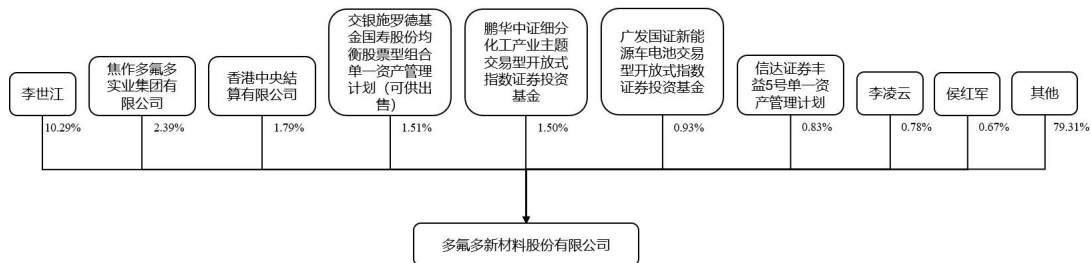 李世江
焦作多氟多
实业集团有
限公司
香港中央結
算有限公司
交银施罗德基
金国寿股份均
衡股票型组合
单一资产管理
计划（可供出
售）
鹏华中证细分
化工产业主题
交易型开放式
指数证券投资
基金
广发国证新能
源车电池交易
型开放式指数
证券投资基金
信达证券丰
益5号单一资
产管理计划
李凌云
侯红军
其他
10.29%
2.39%
1.79%
1.51%
1.50%
0.93%
0.83%
0.78%
0.67%
79.31%
多氟多新材料股份有限公司